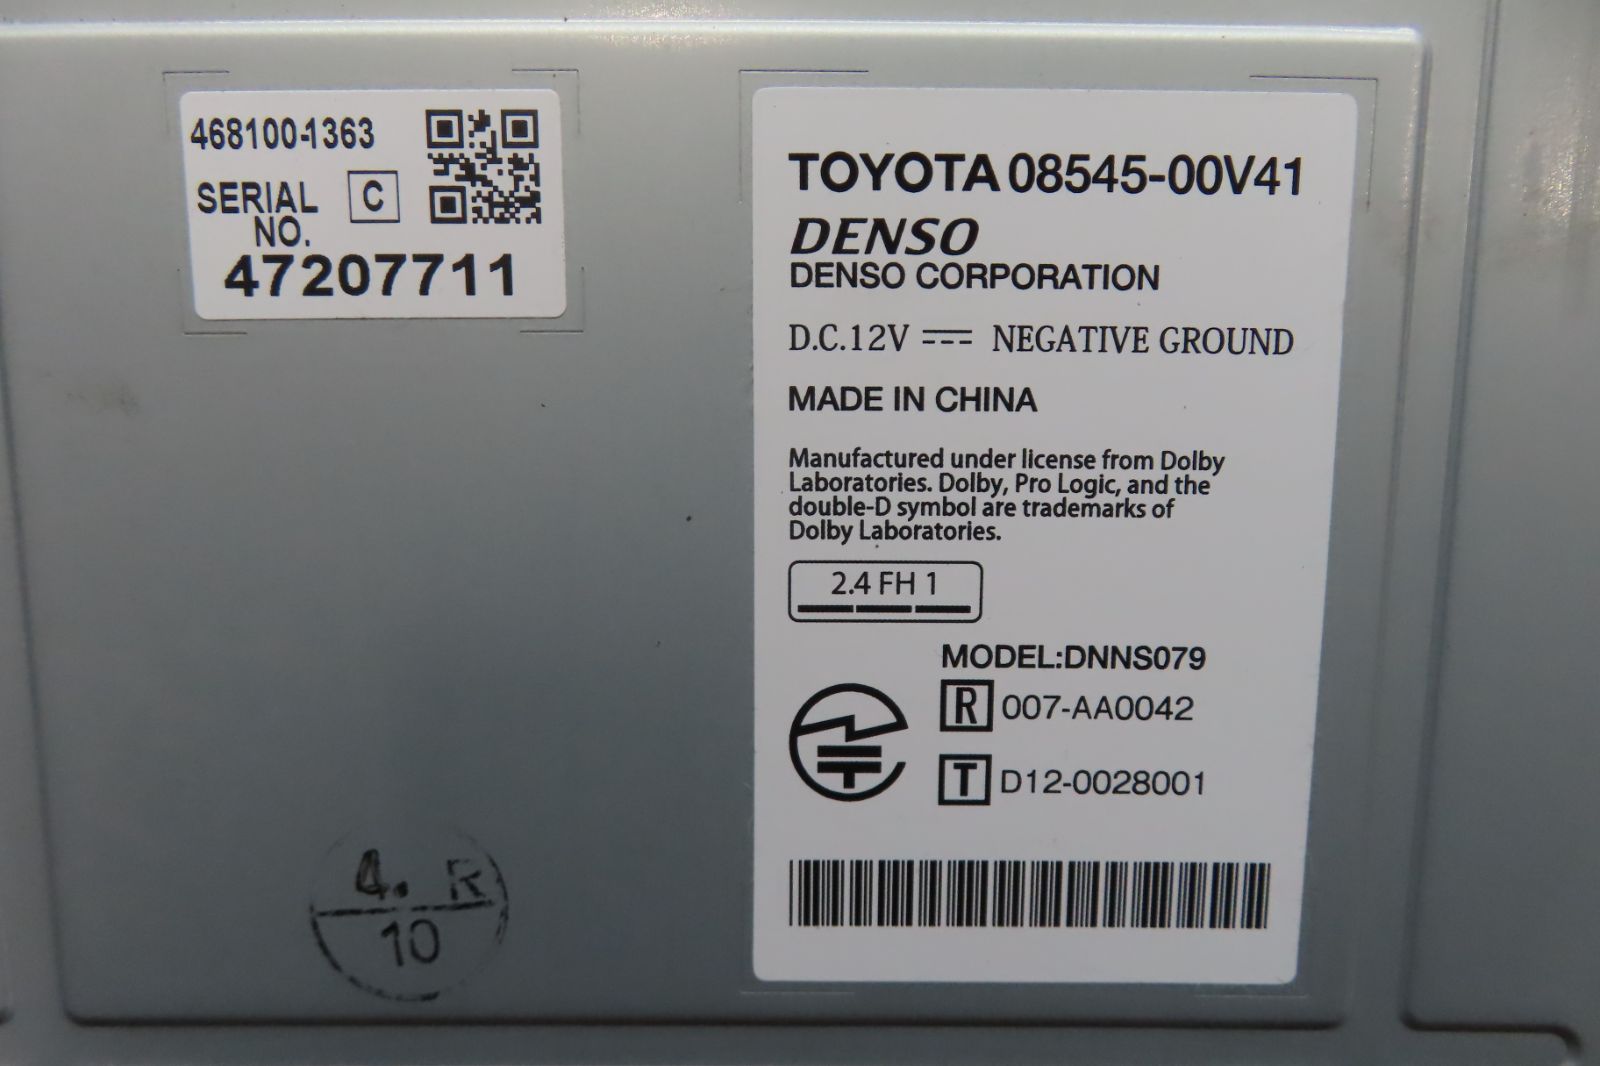 468100-1363
SERIAL NO. C
47207711
TOYOTA 08545-00V41
DENSO
DENSO CORPORATION
D.C.12V NEGATIVE GROUND
MADE IN CHINA
Manufactured under license from Dolby
Laboratories. Dolby, Pro Logic, and the
double-D symbol are trademarks of
Dolby Laboratories.
2.4 FH 1
MODEL:DNNS079
R 007-AA0042
T D12-0028001
4. R
10